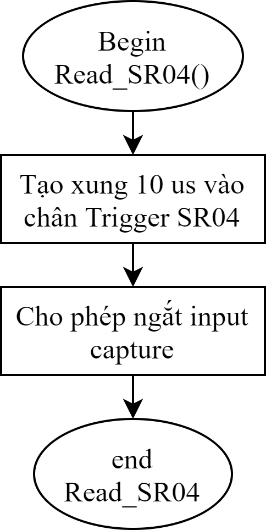 Begin
Read_SR04()
Tạo xung 10 us vào
chân Trigger SR04
Cho phép ngắt input
capture
end
Read_SR04